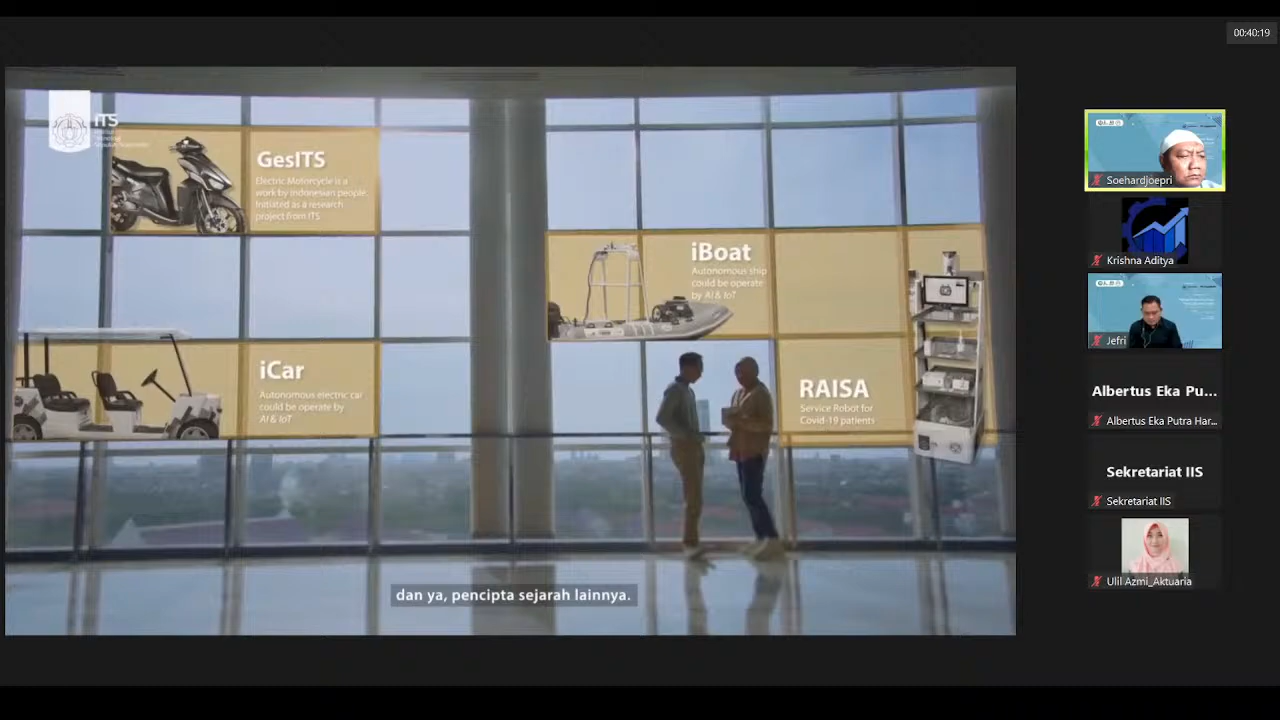 00:40:19
ITS
GesITS
Electric Motorcycle is a
work by Indonesian people.
Initiated as a research
project from ITS
iBoat
Autonomous ship
could be operate
by AI & IoT
iCar
Autonomous electric car
could be operate by
AI & IoT
RAISA
Service Robot for
Covid-19 patients
dan ya, pencipta sejarah lainnya.
Soehardjoepri
Krishna Aditya
Jefri
Albertus Eka Pu...
Albertus Eka Putra Har...
Sekretariat IIS
Sekretariat IIS
Ulil Azmi_Aktuaria